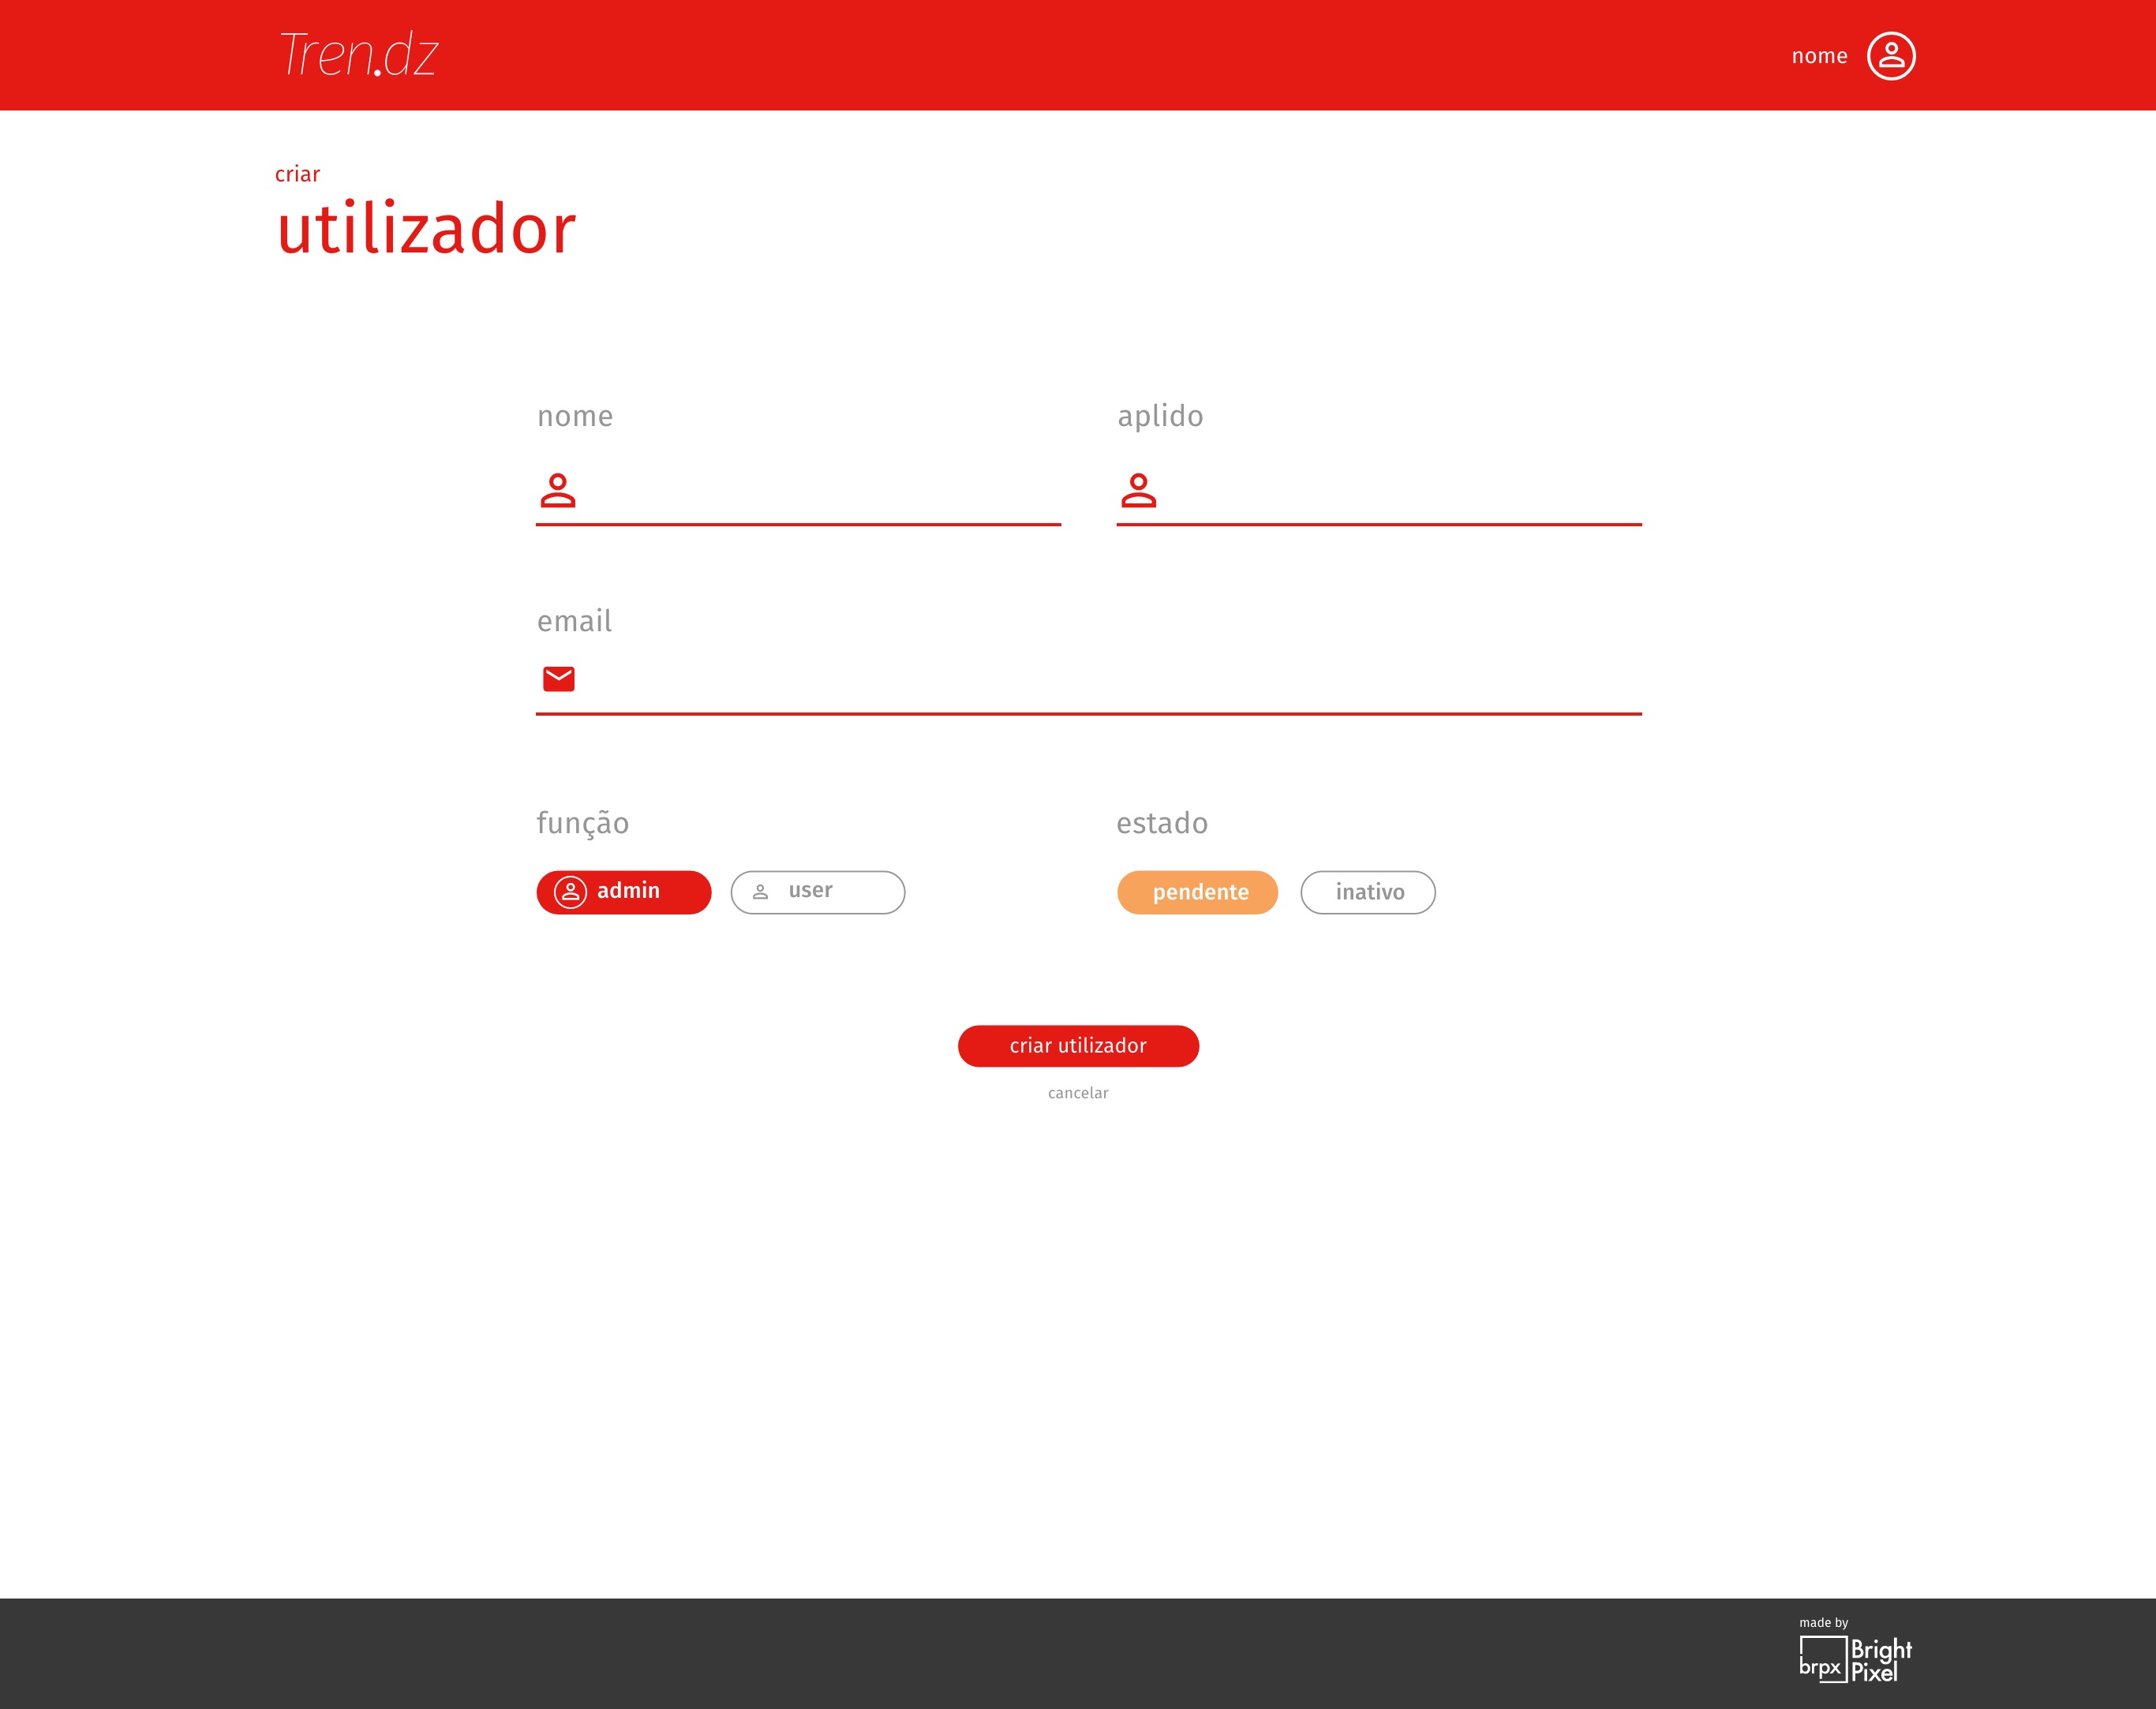 Tren.dz
nome
criar
utilizador
nome
aplido
email
função
estado
admin
user
pendente
inativo
criar utilizador
cancelar
made by
brpx
Bright
Pixel